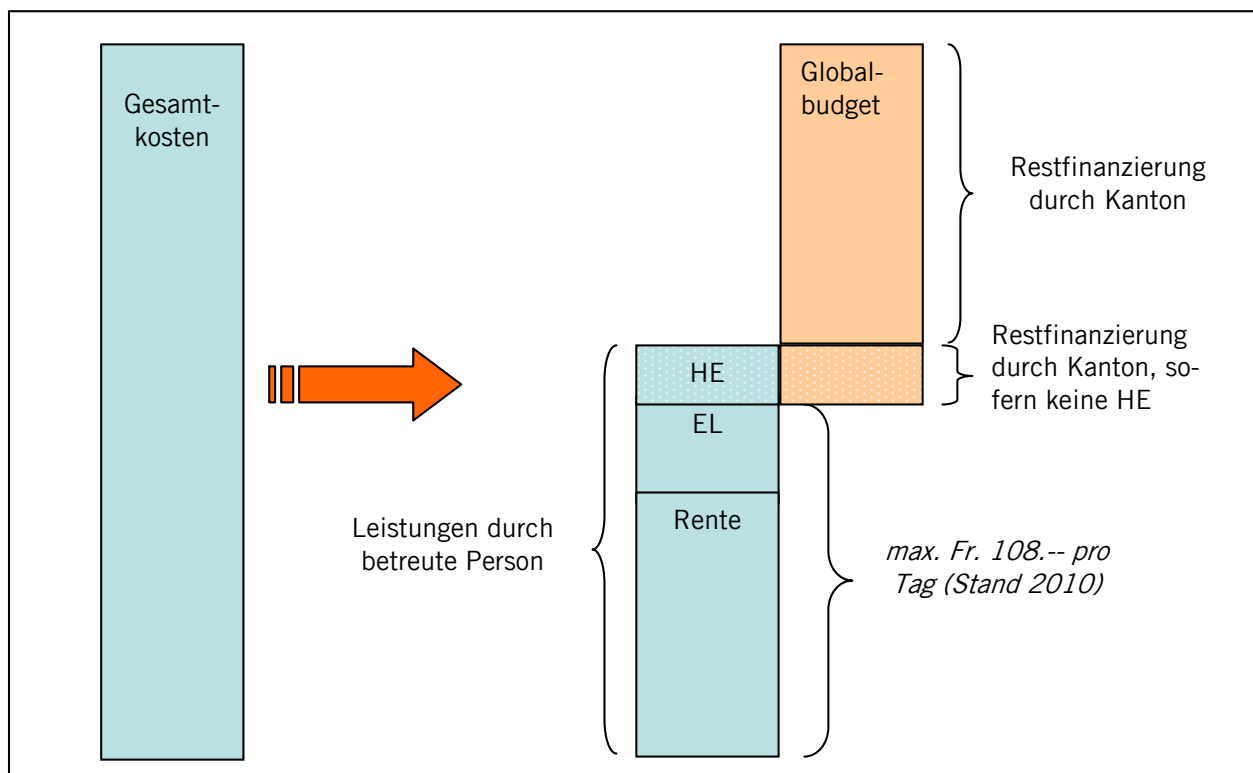 Gesamt-
kosten
Global-
budget
Restfinanzierung
durch Kanton
Restfinanzierung
durch Kanton, so-
fern keine HE
HE
EL
Rente
Leistungen durch
betreute Person
max. Fr. 108.-- pro
Tag (Stand 2010)